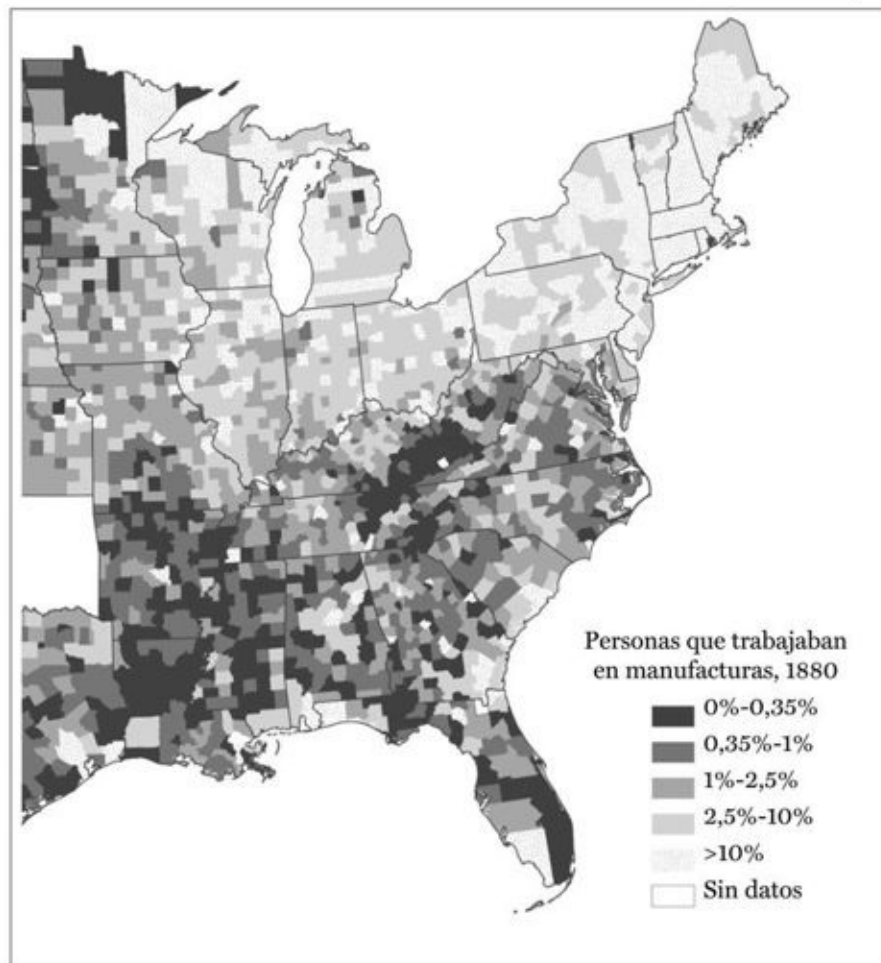 Personas que trabajaban
en manufacturas, 1880
0%-0,35%
0,35%-1%
1%-2,5%
2,5%-10%
>10%
Sin datos